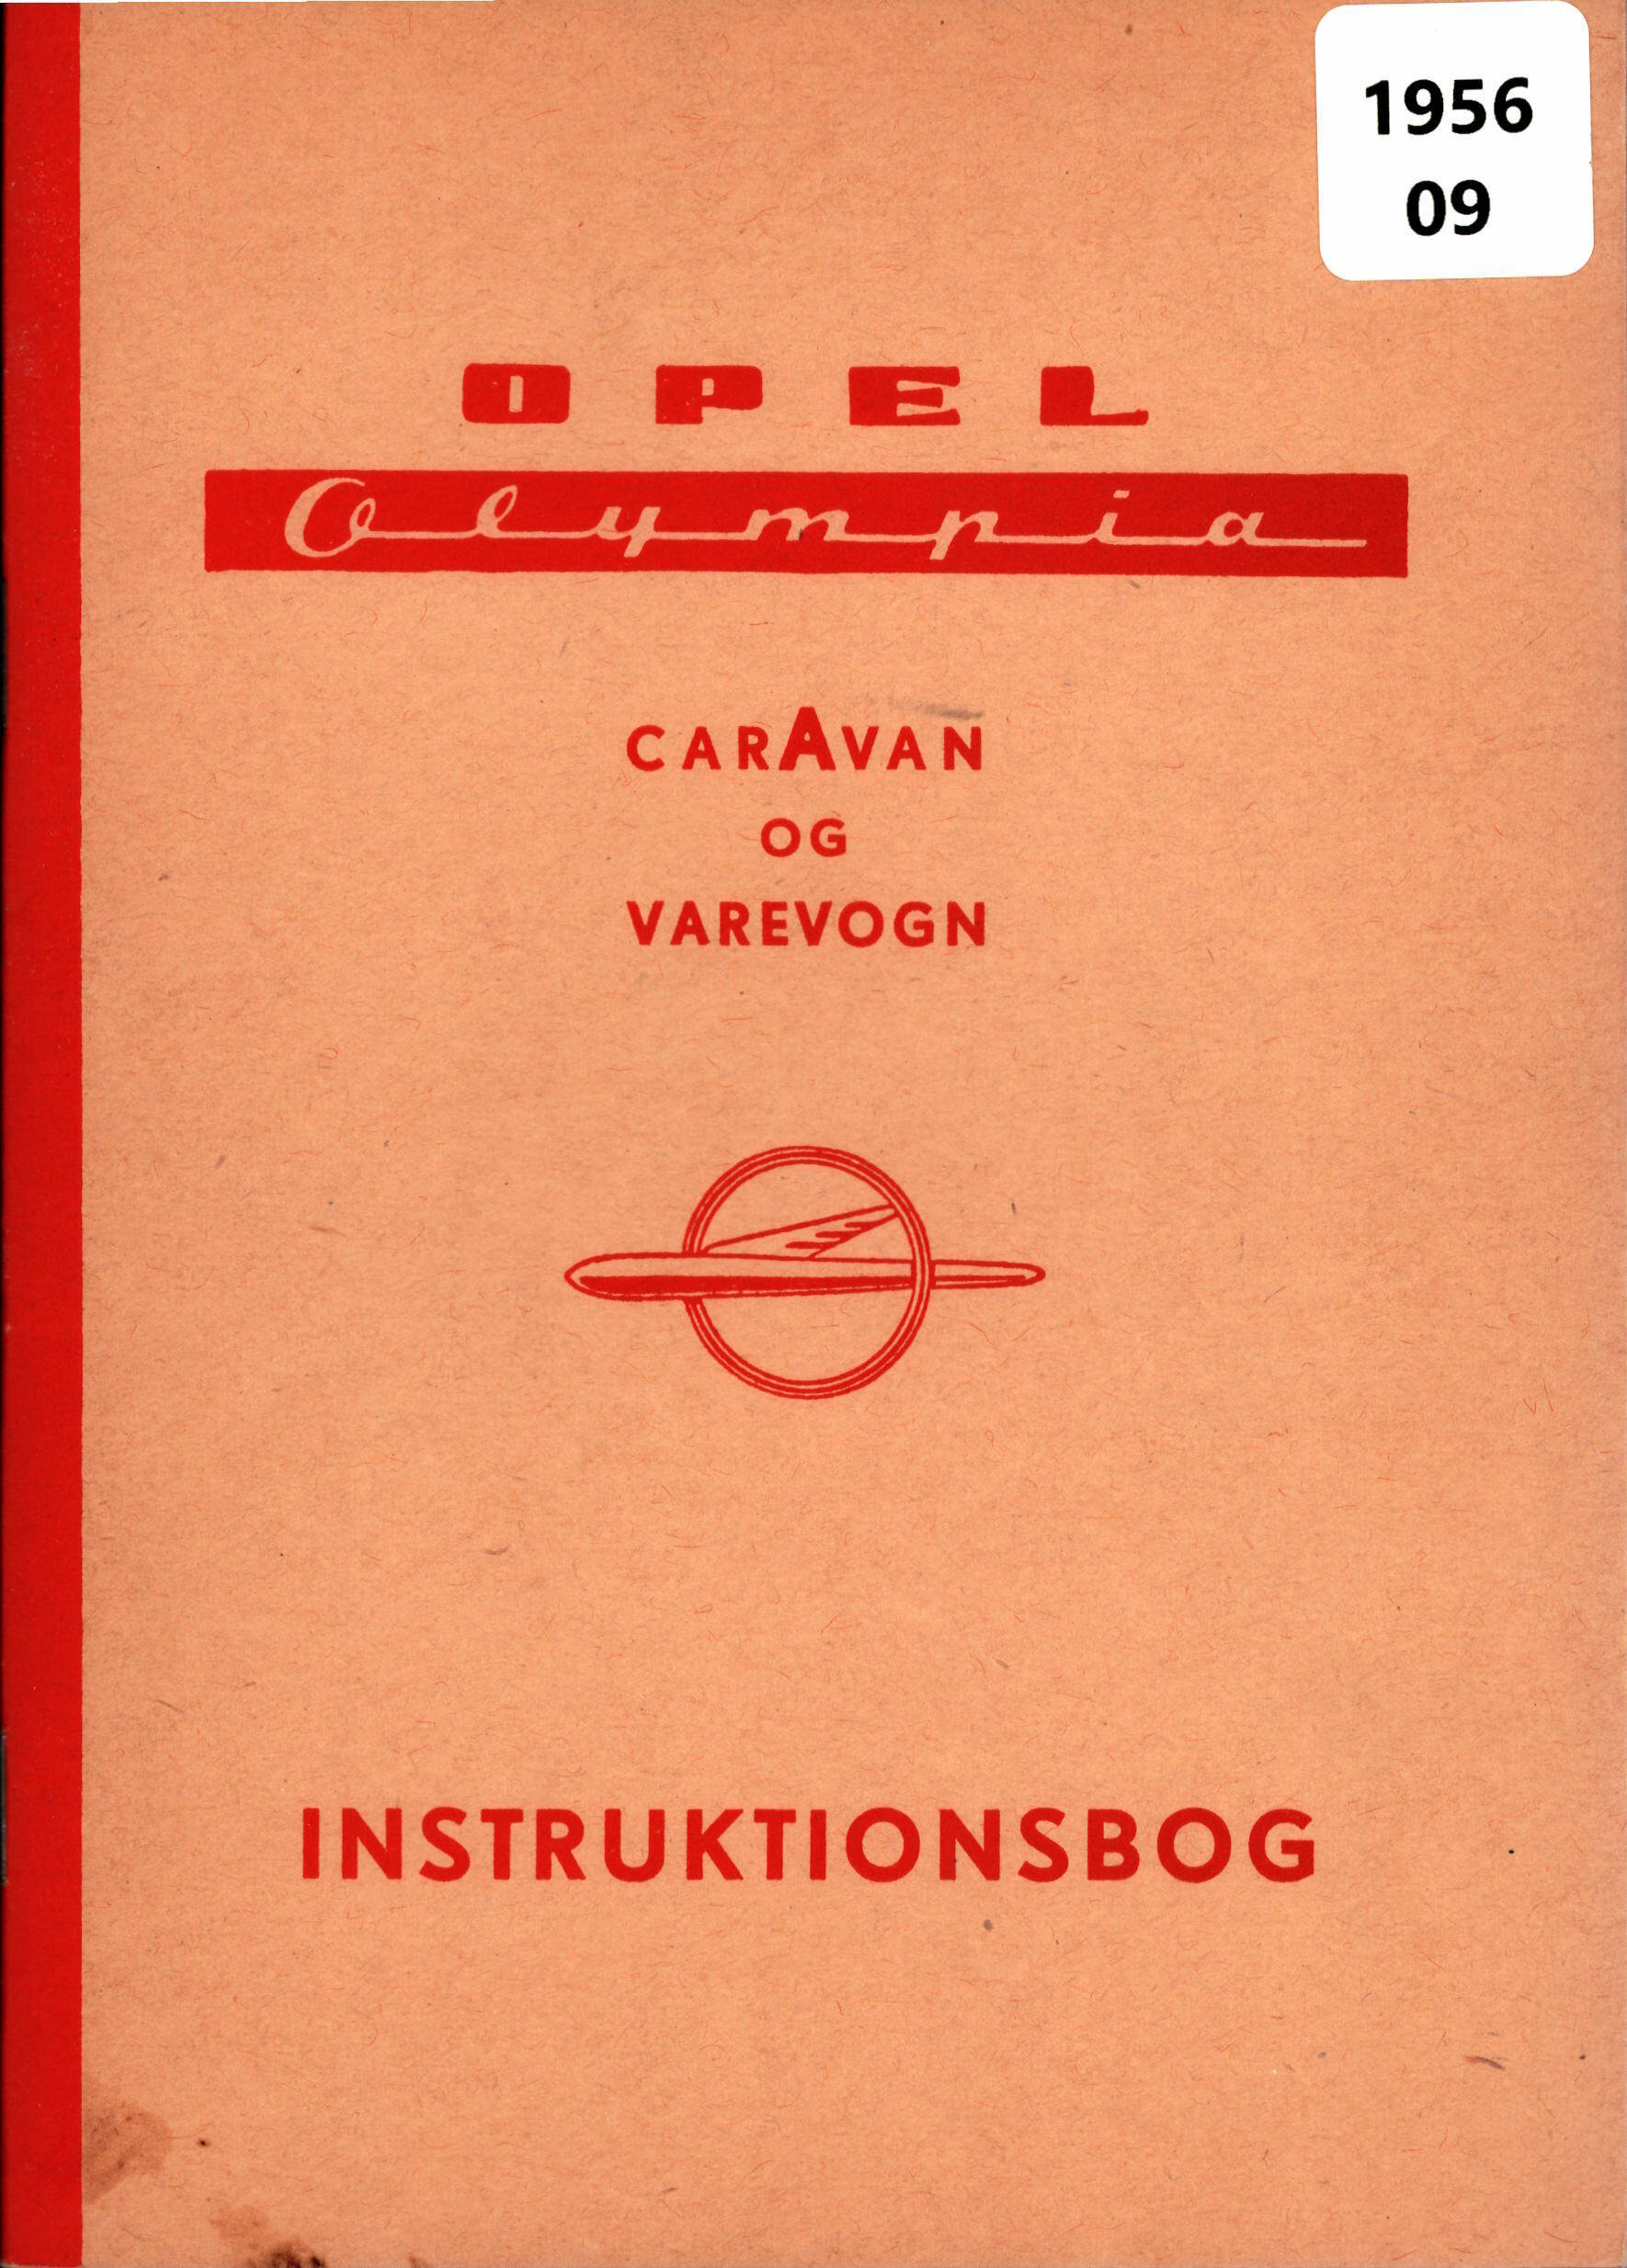 1956
09
OPEL
Olympia
CARAVAN
OG
VAREVOGN
INSTRUKTIONSBOG